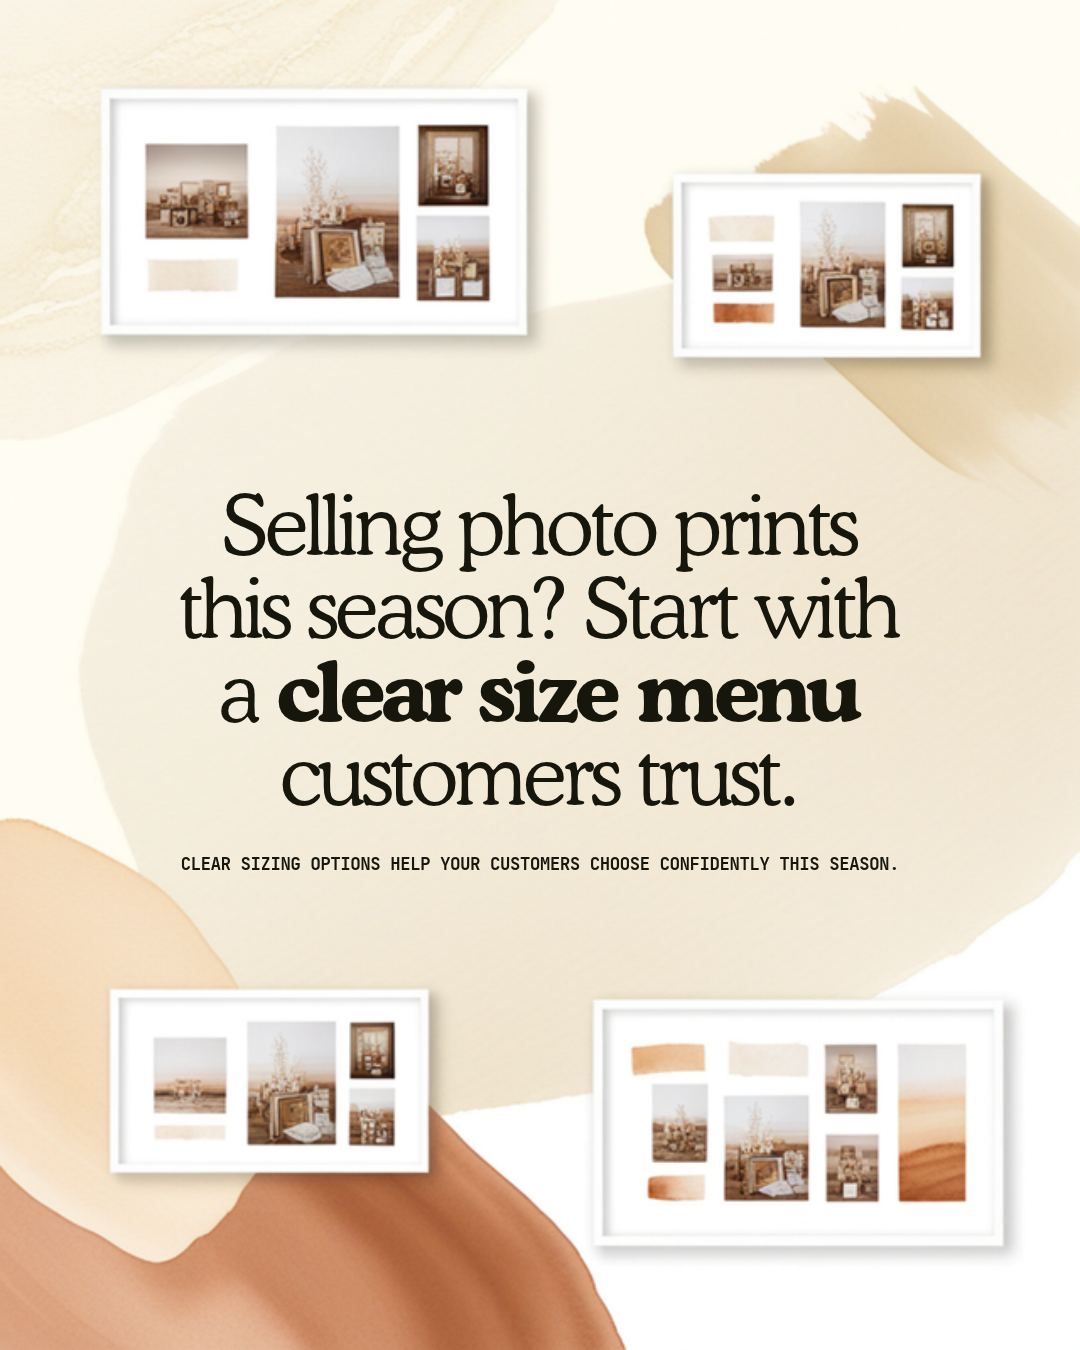 Selling photo prints
this season? Start with
a clear size menu
customers trust.
CLEAR SIZING OPTIONS HELP YOUR CUSTOMERS CHOOSE CONFIDENTLY THIS SEASON.